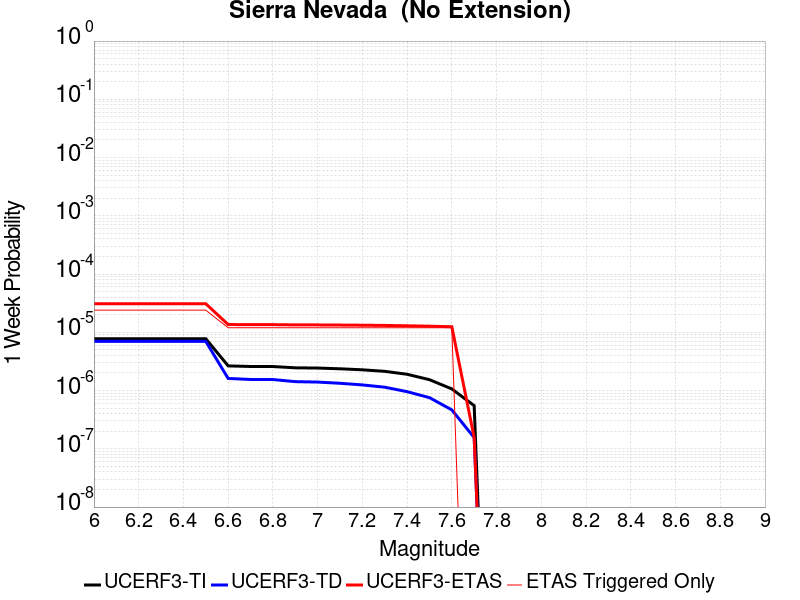 Sierra Nevada  (No Extension)
10^0
10^-1
10^-2
10^-3
10^-4
10^-5
10^-6
10^-7
10^-8
1 Week Probability
6 6.2 6.4 6.6 6.8 7 7.2 7.4 7.6 7.8 8 8.2 8.4 8.6 8.8 9
Magnitude
UCERF3-TI UCERF3-TD UCERF3-ETAS ETAS Triggered Only